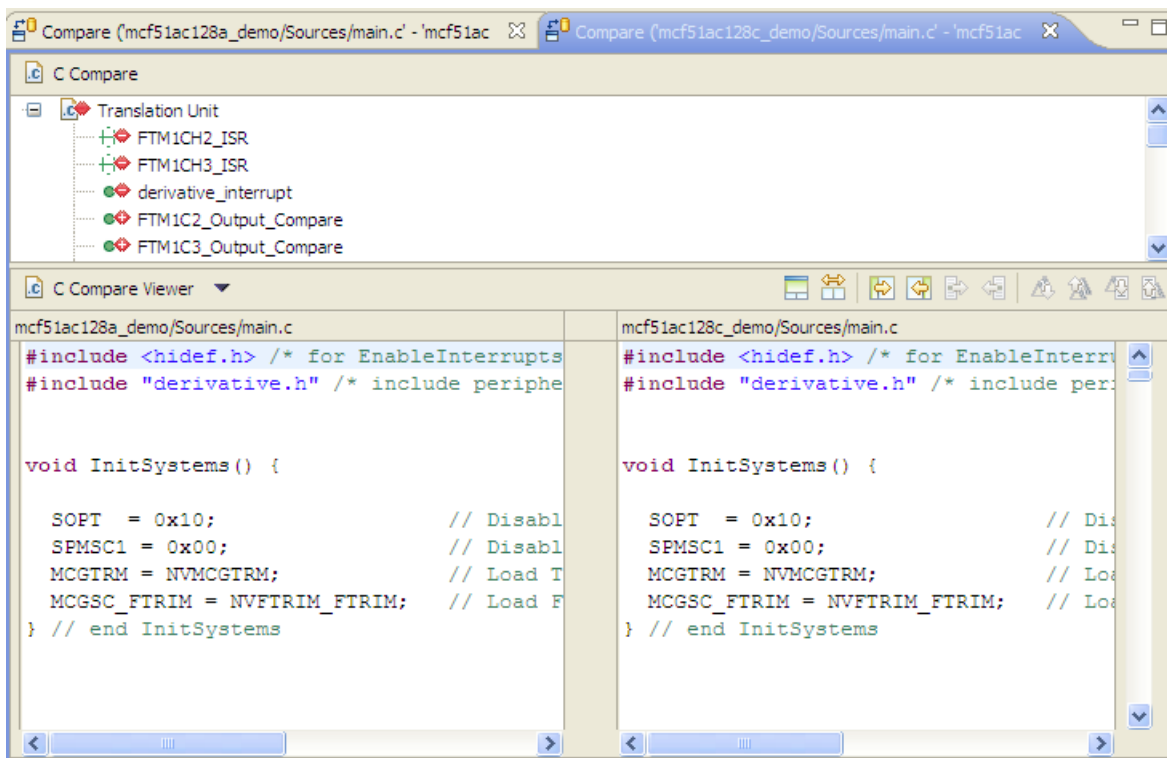 Compare ('mcf51ac128a_demo/Sources/main.c' - 'mcf51ac
Compare ('mcf51ac128c_demo/Sources/main.c' - 'mcf51ac
C Compare
Translation Unit
FTM1CH2_ISR
FTM1CH3_ISR
derivative_interrupt
FTM1C2_Output_Compare
FTM1C3_Output_Compare
C Compare Viewer
mcf51ac128a_demo/Sources/main.c
#include <hidef.h> /* for EnableInterrupts
#include "derivative.h" /* include periphe
void InitSystems() {
SOPT  = 0x10;                  // Disabl
SPMSC1 = 0x00;                 // Disabl
MCGTRM = NVMCGTRM;             // Load T
MCGSC_FTRIM = NVFTRIM_FTRIM;   // Load F
} // end InitSystems
mcf51ac128c_demo/Sources/main.c
#include <hidef.h> /* for EnableInterru
#include "derivative.h" /* include peri
void InitSystems() {
SOPT  = 0x10;                  // Dis
SPMSC1 = 0x00;                 // Dis
MCGTRM = NVMCGTRM;             // Loa
MCGSC_FTRIM = NVFTRIM_FTRIM;   // Loa
} // end InitSystems